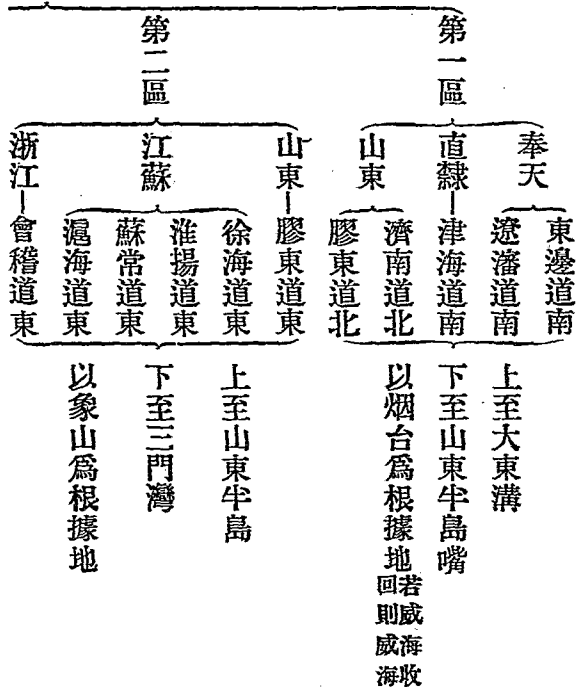 第一區
奉天
東邊道南
遼瀋道南
直隸
津海道南
山東
濟南道北
膠東道北
上至大東溝
下至山東半島嘴
以烟台爲根據地
若威海收
回則威海
第二區
山東
膠東道東
江蘇
徐海道東
淮揚道東
蘇常道東
滬海道東
浙江
會稽道東
上至山東半島
下至三門灣
以象山爲根據地